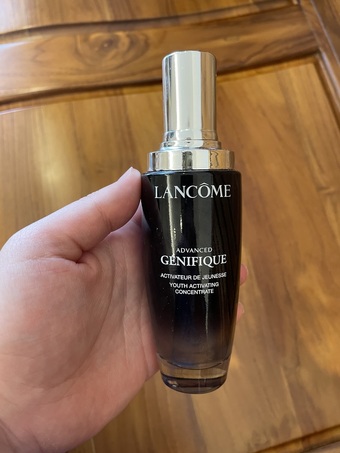 LANCÔME
ADVANCED
GÉNIFIQUE
ACTIVATEUR DE JEUNESSE
YOUTH ACTIVATING
CONCENTRATE